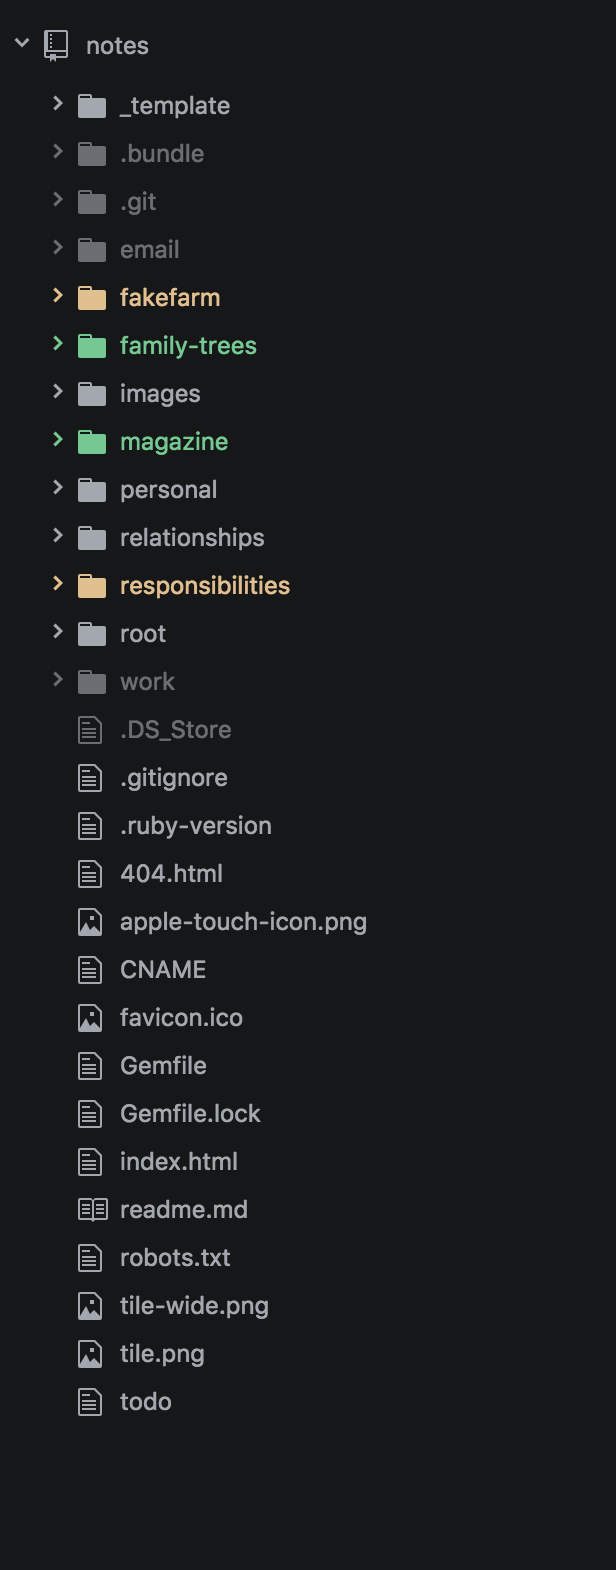 notes
_template
.bundle
.git
email
fakefarm
family-trees
images
magazine
personal
relationships
responsibilities
root
work
.DS_Store
.gitignore
.ruby-version
404.html
apple-touch-icon.png
CNAME
favicon.ico
Gemfile
Gemfile.lock
index.html
readme.md
robots.txt
tile-wide.png
tile.png
todo